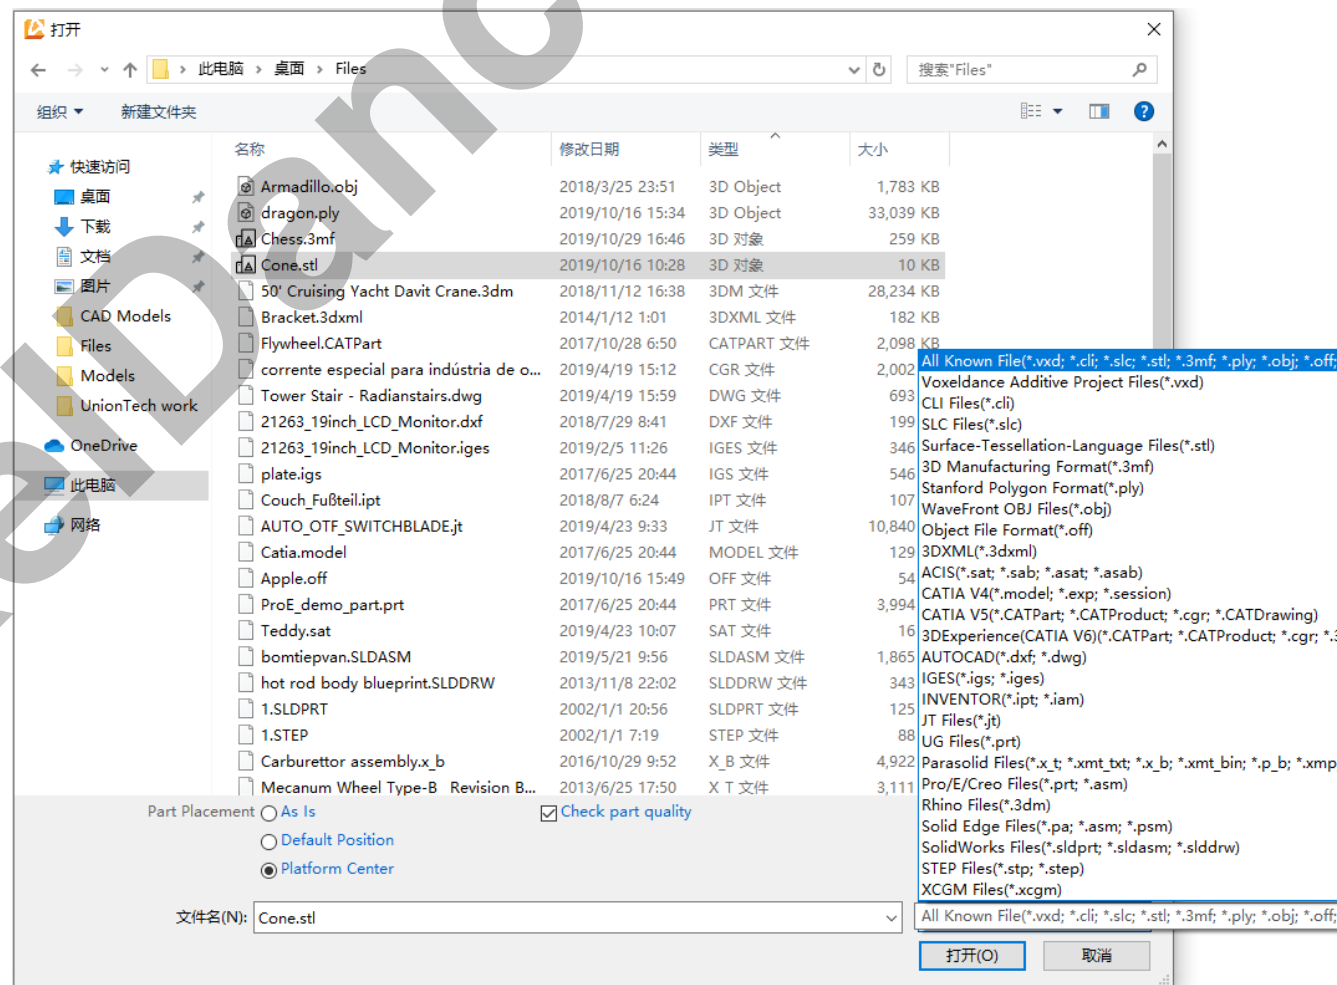 打开
此电脑 > 桌面 > Files
搜索"Files"
组织
新建文件夹
名称 修改日期 类型 大小
快速访问
桌面
下载
文档
图片
CAD Models
Files
Models
UnionTech work
OneDrive
此电脑
网络
Armadillo.obj 2018/3/25 23:51 3D Object 1,783 KB
dragon.ply 2019/10/16 15:34 3D Object 33,039 KB
Chess.3mf 2019/10/29 16:46 3D 对象 259 KB
Cone.stl 2019/10/16 10:28 3D 对象 10 KB
50' Cruising Yacht Davit Crane.3dm 2018/11/12 16:38 3DM 文件 28,234 KB
Bracket.3dxml 2014/1/12 1:01 3DXML 文件 182 KB
Flywheel.CATPart 2017/10/28 6:50 CATPART 文件 2,098 KB
corrente especial para indústria de o... 2019/4/19 15:12 CGR 文件 2,002
Tower Stair - Radianstairs.dwg 2019/4/19 15:59 DWG 文件 693
21263_19inch_LCD_Monitor.dxf 2018/7/29 8:41 DXF 文件 199
21263_19inch_LCD_Monitor.iges 2019/2/5 11:26 IGES 文件 346
plate.igs 2017/6/25 20:44 IGS 文件 546
Couch_Fußteil.ipt 2018/8/7 6:24 IPT 文件 107
AUTO_OTF_SWITCHBLADE.jt 2019/4/23 9:33 JT 文件 10,840
Catia.model 2017/6/25 20:44 MODEL 文件 129
Apple.off 2019/10/16 15:49 OFF 文件 54
ProE_demo_part.prt 2017/6/25 20:44 PRT 文件 3,994
Teddy.sat 2019/4/23 10:07 SAT 文件 16
bomtiepvan.SLDASM 2019/5/21 9:56 SLDASM 文件 1,865
hot rod body blueprint.SLDDRW 2013/11/8 22:02 SLDDRW 文件 343
1.SLDPRT 2002/1/1 20:56 SLDPRT 文件 125
1.STEP 2002/1/1 7:19 STEP 文件 88
Carburettor assembly.x_b 2016/10/29 9:52 X_B 文件 4,922
Mecanum Wheel Type-B_ Revision B... 2013/6/25 17:50 X_T 文件 3,111
All Known File(*.vxd; *.cli; *.slc; *.stl; *.3mf; *.ply; *.obj; *.off;
Voxeldance Additive Project Files(*.vxd)
CLI Files(*.cli)
SLC Files(*.slc)
Surface-Tessellation-Language Files(*.stl)
3D Manufacturing Format(*.3mf)
Stanford Polygon Format(*.ply)
WaveFront OBJ Files(*.obj)
Object File Format(*.off)
3DXML(*.3dxml)
ACIS(*.sat; *.sab; *.asat; *.asab)
CATIA V4(*.model; *.exp; *.session)
CATIA V5(*.CATPart; *.CATProduct; *.cgr; *.CATDrawing)
3DExperience(CATIA V6)(*.CATPart; *.CATProduct; *.cgr; *.3
AUTOCAD(*.dxf; *.dwg)
IGES(*.igs; *.iges)
INVENTOR(*.ipt; *.iam)
JT Files(*.jt)
UG Files(*.prt)
Parasolid Files(*.x_t; *.xmt_txt; *.x_b; *.xmt_bin; *.p_b; *.xmp
Pro/E/Creo Files(*.prt; *.asm)
Rhino Files(*.3dm)
Solid Edge Files(*.pa; *.asm; *.psm)
SolidWorks Files(*.sldprt; *.sldasm; *.slddrw)
STEP Files(*.stp; *.step)
XCGM Files(*.xcgm)
Part Placement As Is
Check part quality
Default Position
Platform Center
文件名(N): Cone.stl
All Known File(*.vxd; *.cli; *.slc; *.stl; *.3mf; *.ply; *.obj; *.off;
打开(O) 取消
elDanc